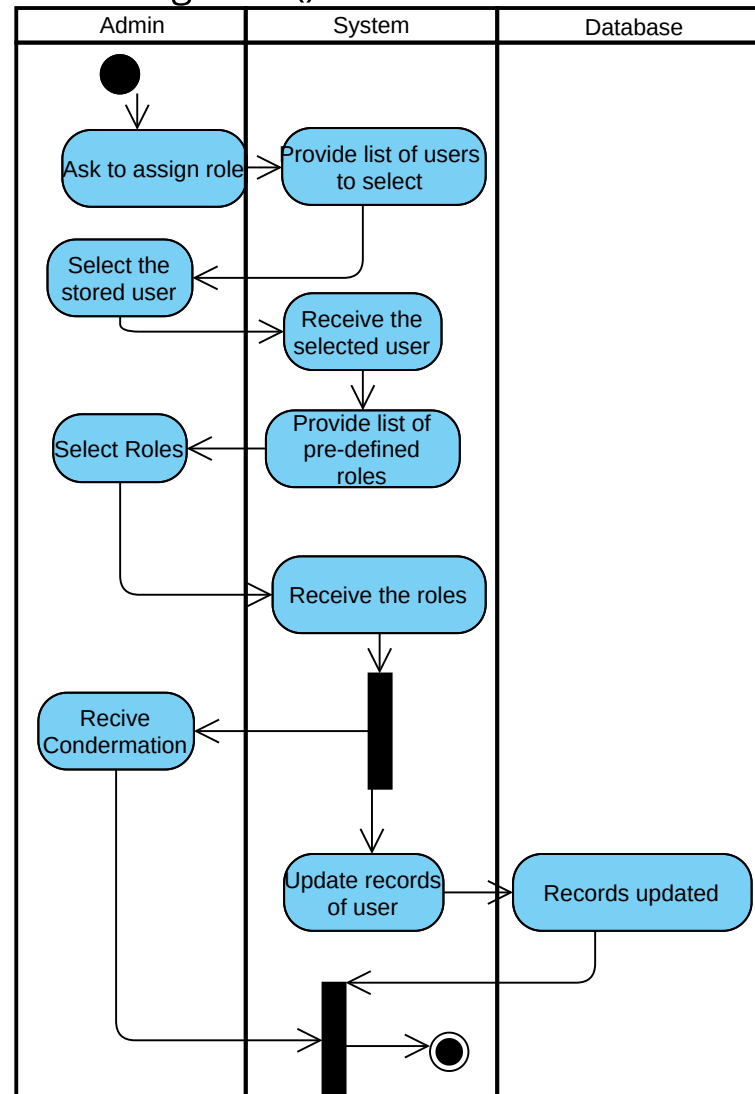 Admin
System
Database
Ask to assign role
Provide list of users
to select
Select the
stored user
Receive the
selected user
Provide list of
pre-defined
roles
Select Roles
Receive the roles
Recive
Condermation
Update records
of user
Records updated